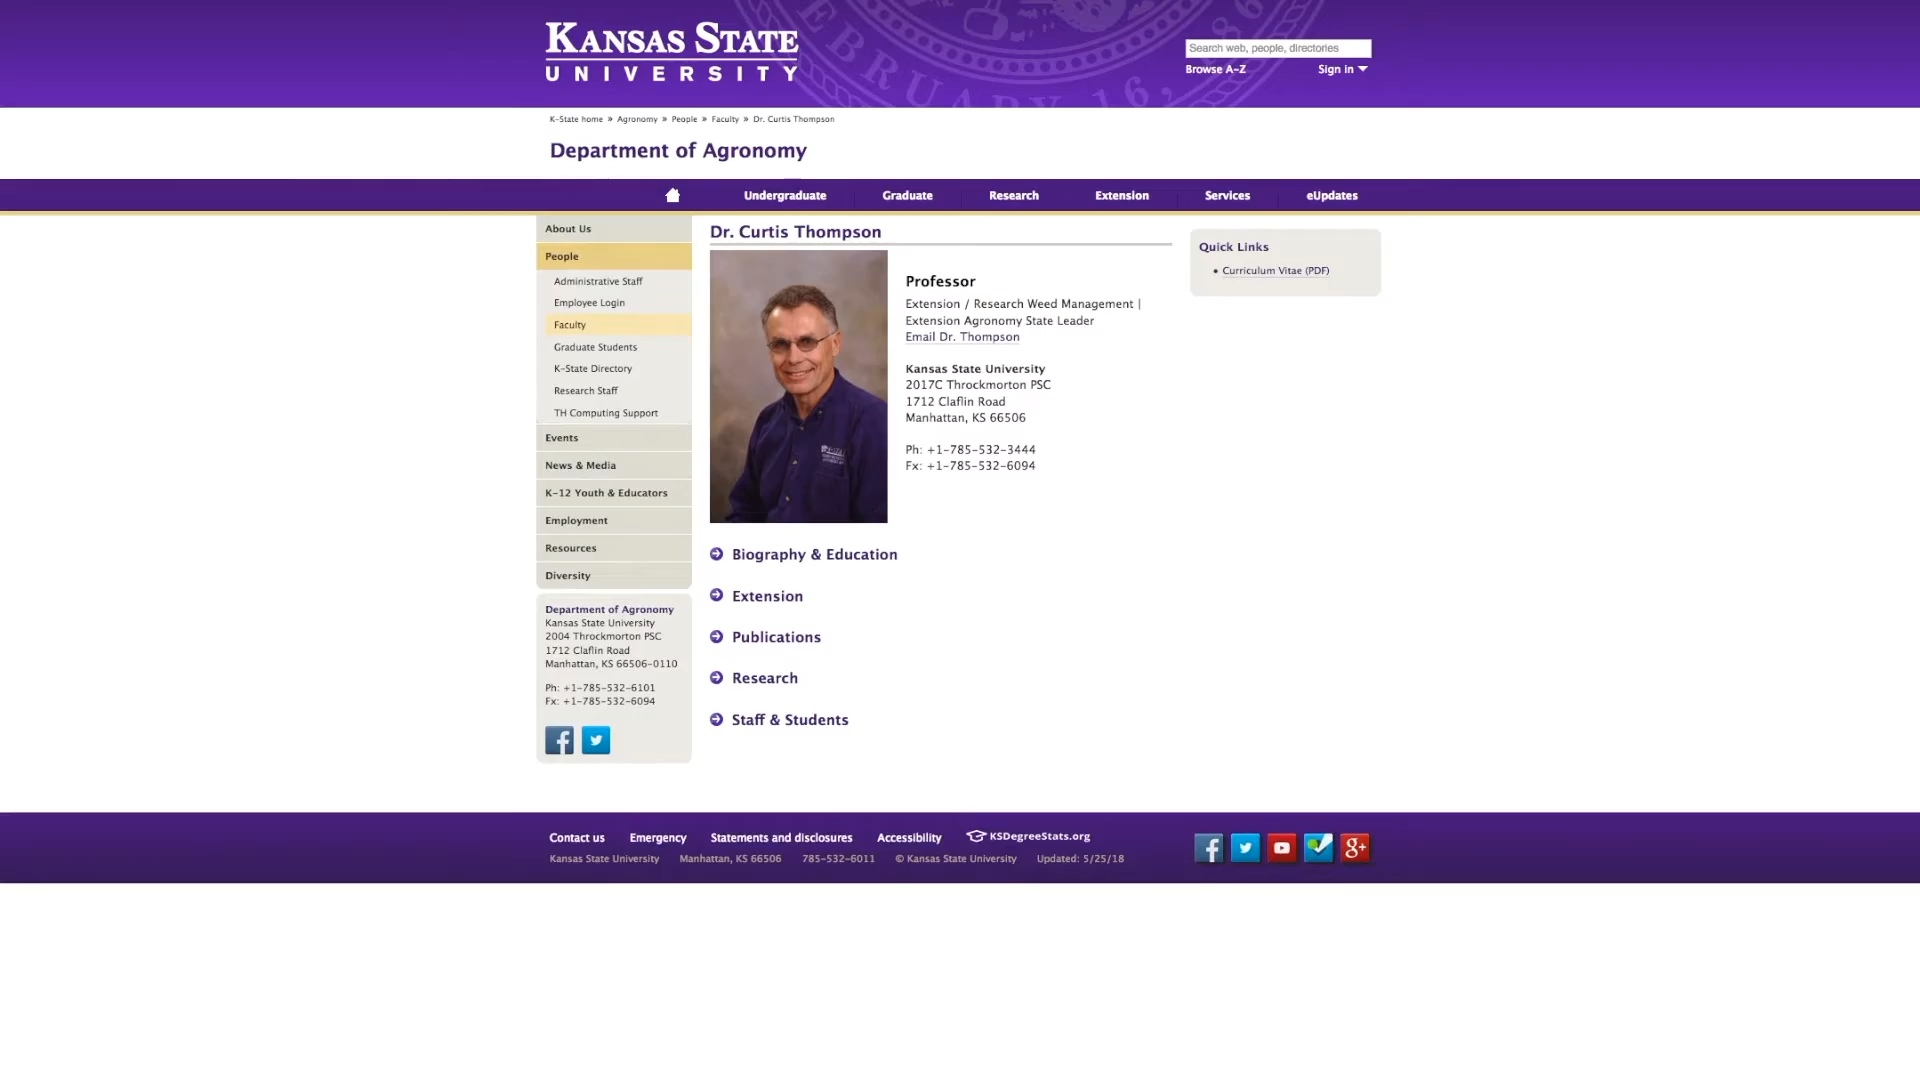 KANSAS STATE
UNIVERSITY
FEBRUARY 16, 186
Search web, people, directories
Browse A-Z
Sign in
K-State home » Agronomy » People » Faculty » Dr. Curtis Thompson
Department of Agronomy
Undergraduate
Graduate
Research
Extension
Services
eUpdates
About Us
People
Administrative Staff
Employee Login
Faculty
Graduate Students
K-State Directory
Research Staff
TH Computing Support
Events
News & Media
K-12 Youth & Educators
Employment
Resources
Diversity
Department of Agronomy
Kansas State University
2004 Throckmorton PSC
1712 Claflin Road
Manhattan, KS 66506-0110
Ph: +1-785-532-6101
Fx: +1-785-532-6094
Dr. Curtis Thompson
Professor
Extension / Research Weed Management |
Extension Agronomy State Leader
Email Dr. Thompson
Kansas State University
2017C Throckmorton PSC
1712 Claflin Road
Manhattan, KS 66506
Ph: +1-785-532-3444
Fx: +1-785-532-6094
Biography & Education
Extension
Publications
Research
Staff & Students
Quick Links
• Curriculum Vitae (PDF)
Contact us
Emergency
Statements and disclosures
Accessibility
KSDegreeStats.org
Kansas State University
Manhattan, KS 66506
785-532-6011
© Kansas State University
Updated: 5/25/18